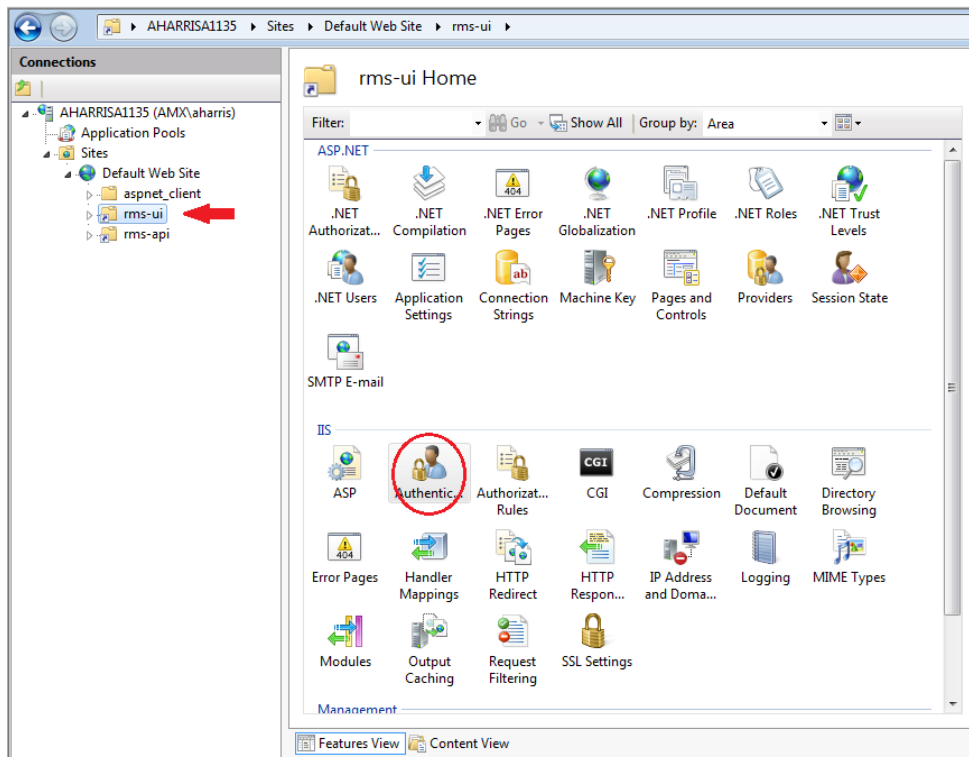 AHARRISA1135 Sites Default Web Site rms-ui
Connections
AHARRISA1135 (AMX\aharris)
Application Pools
Sites
Default Web Site
aspnet_client
rms-ui
rms-api
rms-ui Home
Filter: Go Show All Group by: Area
ASP.NET
.NET Authorizat...
.NET Compilation
.NET Error Pages
.NET Globalization
.NET Profile
.NET Roles
.NET Trust Levels
.NET Users
Application Settings
Connection Strings
Machine Key
Pages and Controls
Providers
Session State
SMTP E-mail
IIS
ASP
Authentic...
Authorizat... Rules
CGI
Compression
Default Document
Directory Browsing
Error Pages
Handler Mappings
HTTP Redirect
HTTP Respon...
IP Address and Doma...
Logging
MIME Types
Modules
Output Caching
Request Filtering
SSL Settings
Management
Features View Content View
404
ab
CGI
404